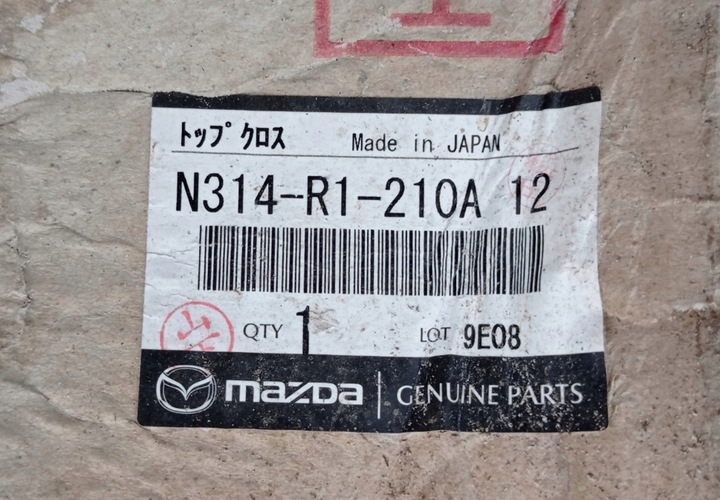 ﾄｯﾌﾟ ｸﾛｽ Made in JAPAN
N314-R1-210A 12
QTY 1 LOT 9E08
mazda GENUINE PARTS